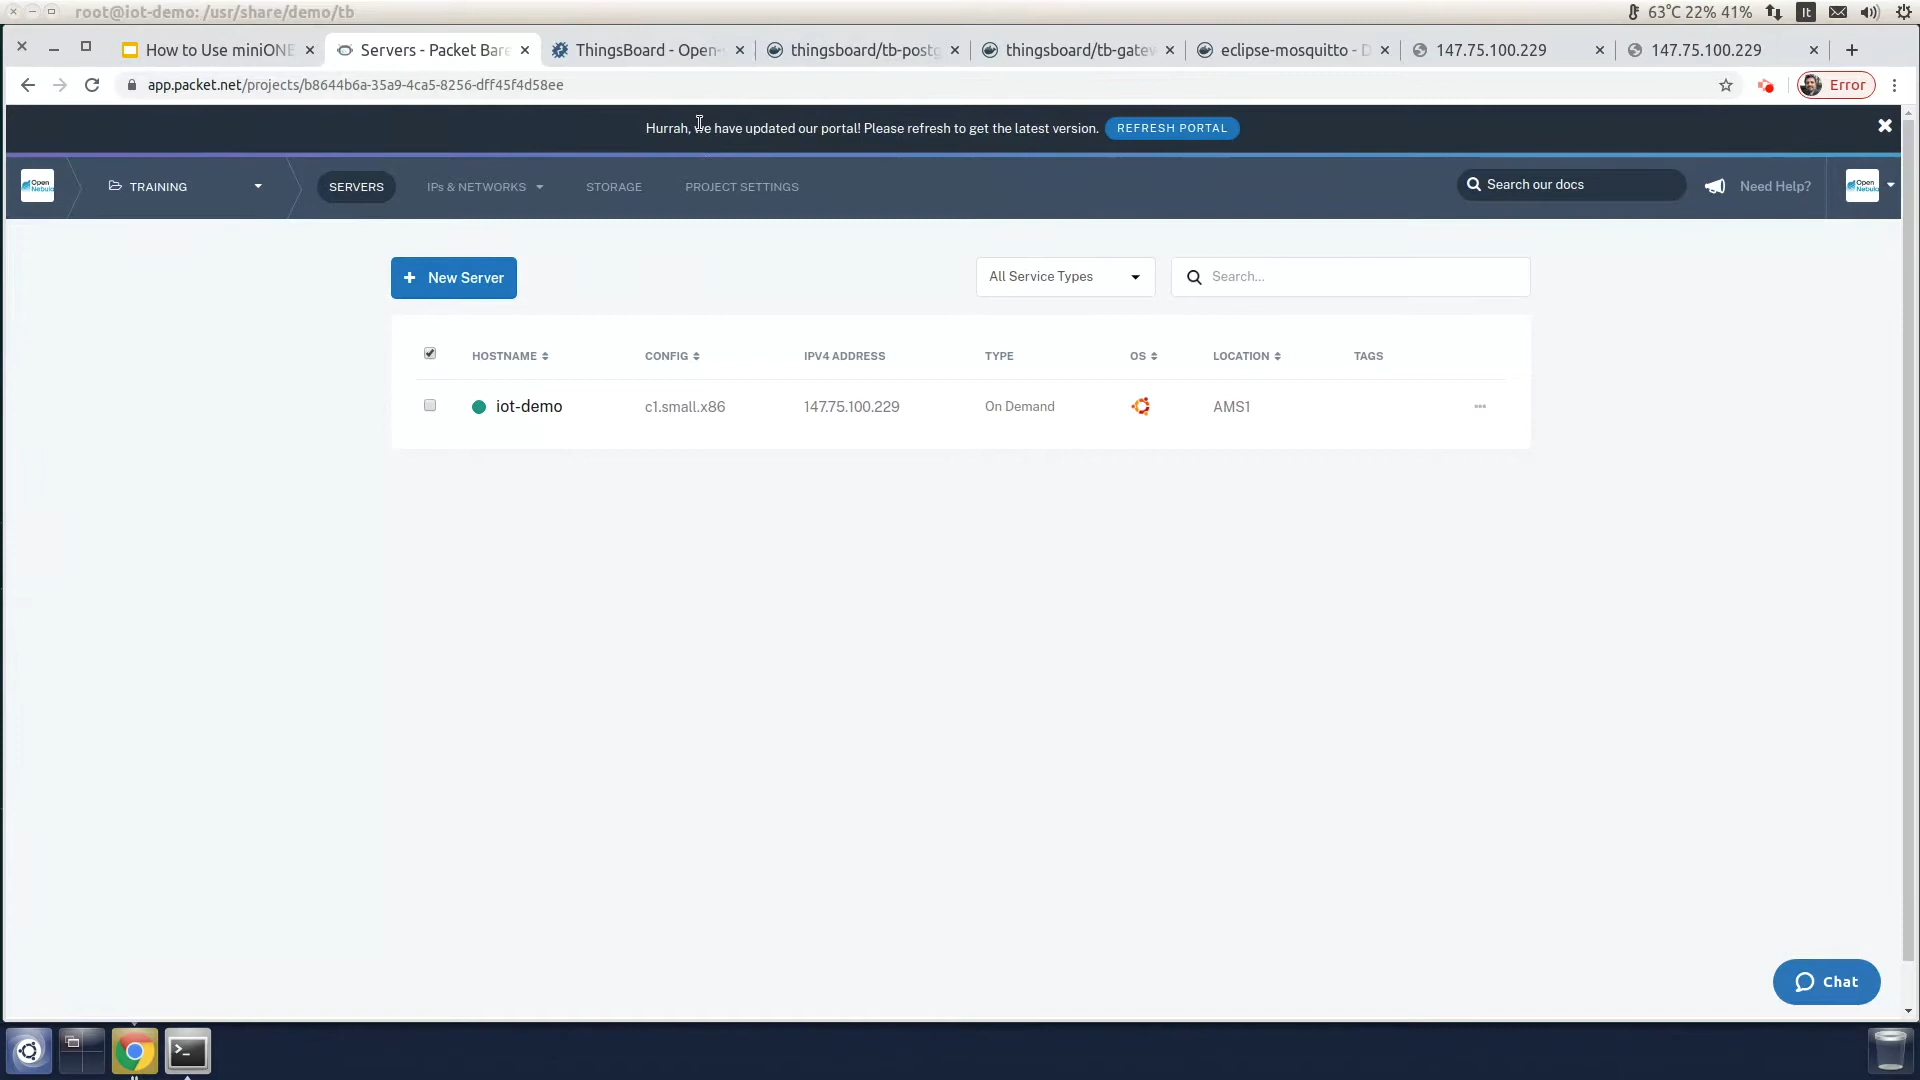 root@iot-demo: /usr/share/demo/tb
63°C 22% 41%
It
How to Use miniONE
Servers - Packet Bare
ThingsBoard - Open-
thingsboard/tb-postg
thingsboard/tb-gatew
eclipse-mosquitto - D
147.75.100.229
147.75.100.229
app.packet.net/projects/b8644b6a-35a9-4ca5-8256-dff45f4d58ee
Error
Hurrah, we have updated our portal! Please refresh to get the latest version.
REFRESH PORTAL
Open Nebula
TRAINING
SERVERS
IPs & NETWORKS
STORAGE
PROJECT SETTINGS
Search our docs
Need Help?
Open Nebula
+ New Server
All Service Types
Search...
HOSTNAME
CONFIG
IPV4 ADDRESS
TYPE
OS
LOCATION
TAGS
iot-demo
c1.small.x86
147.75.100.229
On Demand
AMS1
Chat